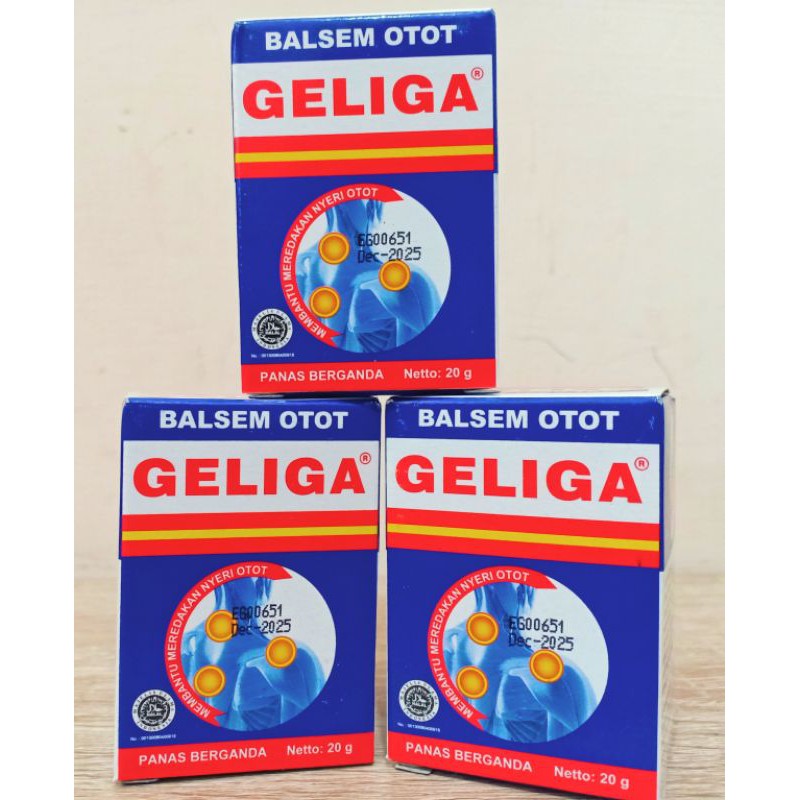 BALSEM OTOT
GELIGA®
MEMBANTU MEREDAKAN NYERI OTOT
EG00651
Dec-2025
PANAS BERGANDA Netto: 20 g
BALSEM OTOT
GELIGA®
MEMBANTU MEREDAKAN NYERI OTOT
EG00651
Dec-2025
PANAS BERGANDA Netto: 20 g
BALSEM OTOT
GELIGA®
MEMBANTU MEREDAKAN NYERI OTOT
EG00651
Dec-2025
PANAS BERGANDA Netto: 20 g